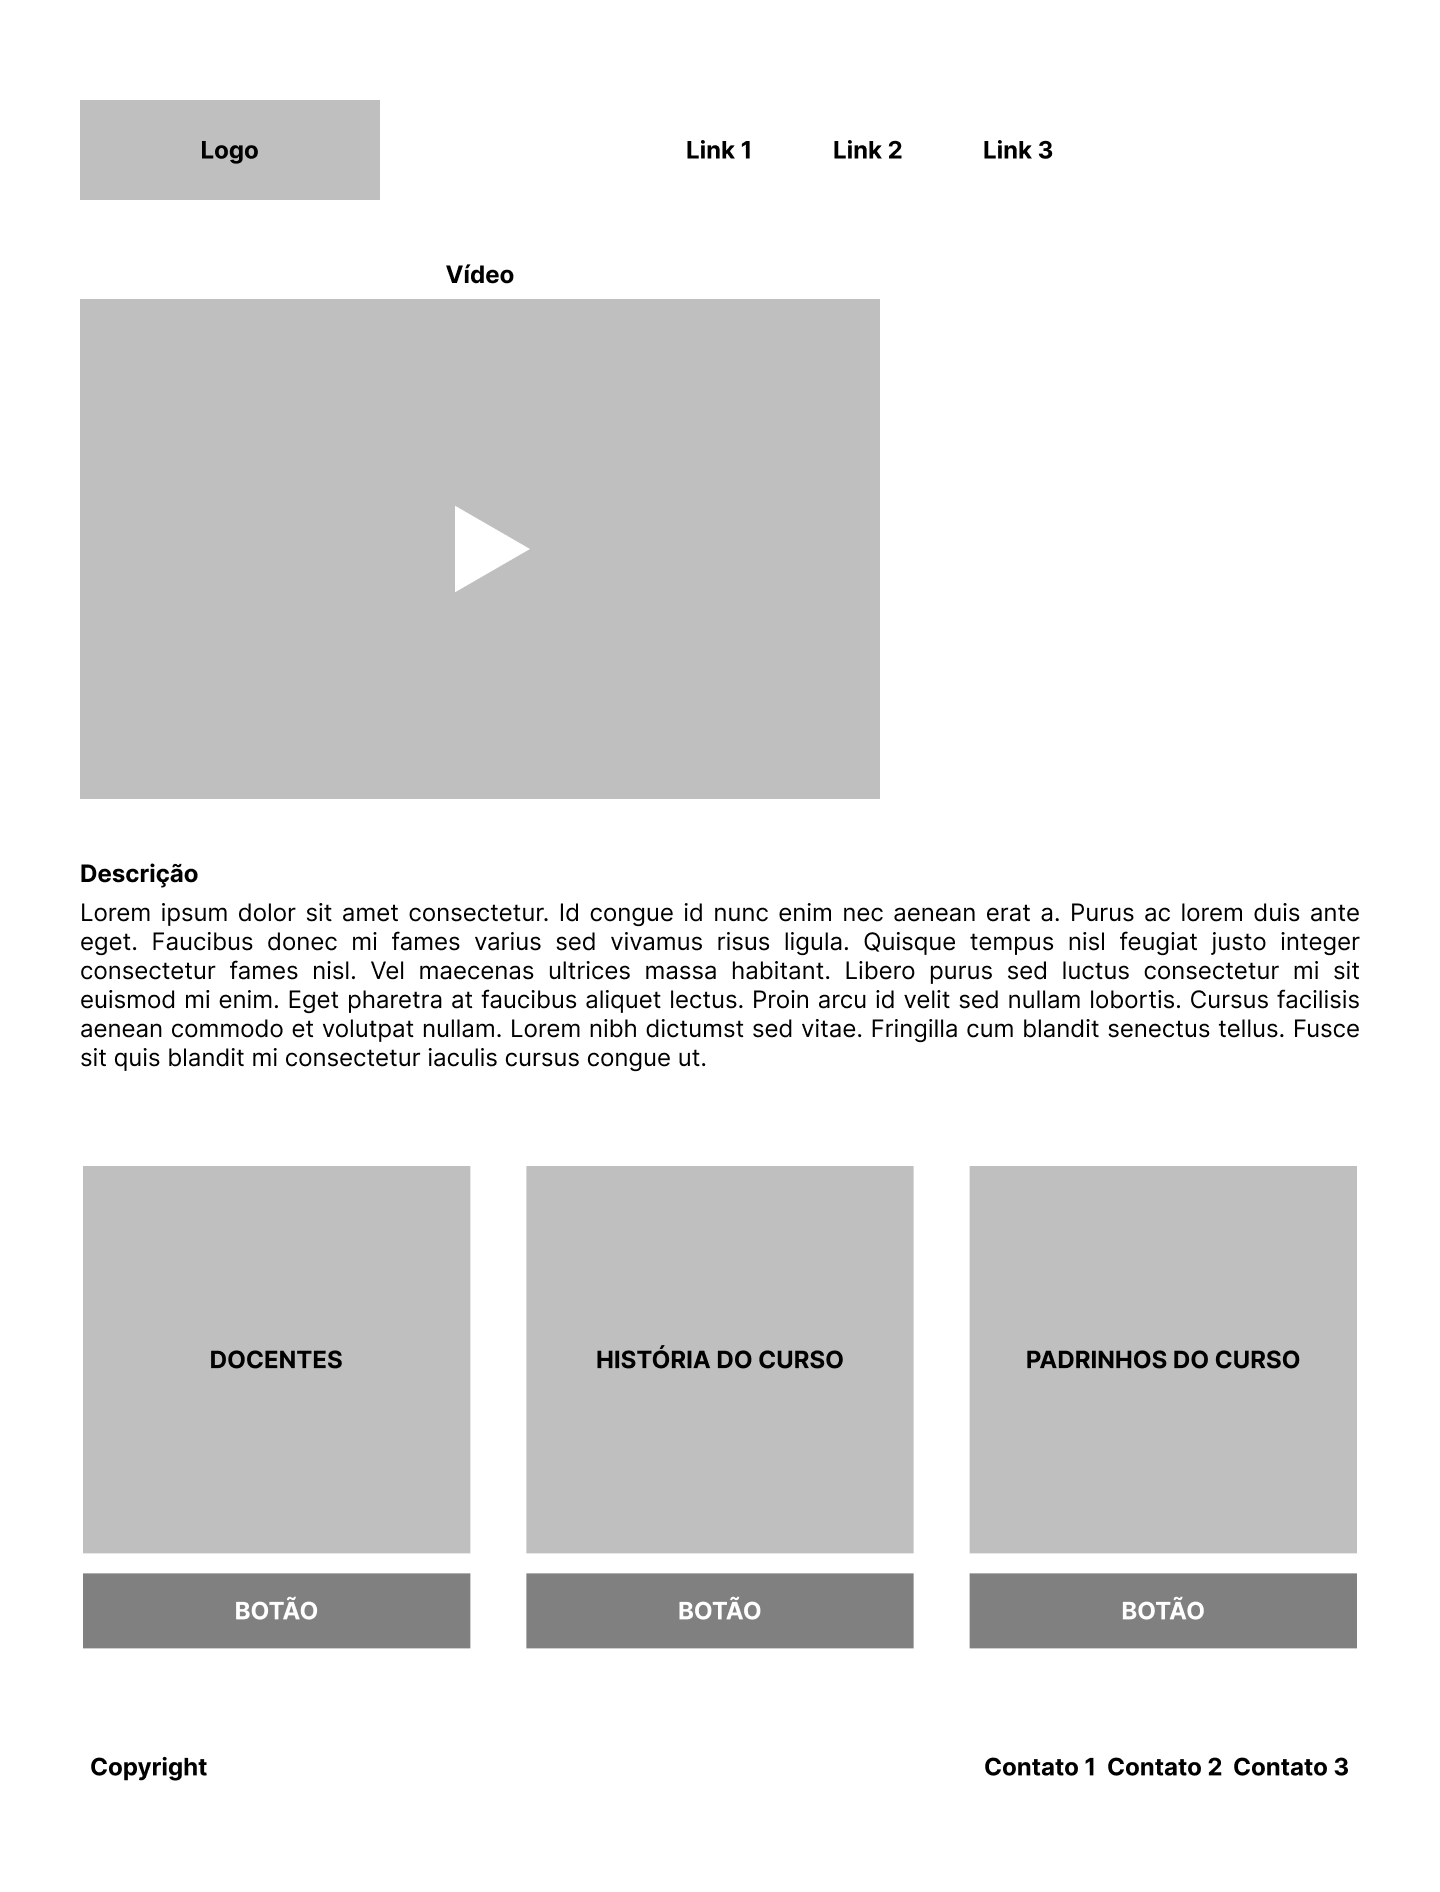 Logo
Link 1 Link 2 Link 3
Vídeo
Descrição
Lorem ipsum dolor sit amet consectetur. Id congue id nunc enim nec aenean erat a. Purus ac lorem duis ante
eget. Faucibus donec mi fames varius sed vivamus risus ligula. Quisque tempus nisl feugiat justo integer
consectetur fames nisl. Vel maecenas ultrices massa habitant. Libero purus sed luctus consectetur mi sit
euismod mi enim. Eget pharetra at faucibus aliquet lectus. Proin arcu id velit sed nullam lobortis. Cursus facilisis
aenean commodo et volutpat nullam. Lorem nibh dictumst sed vitae. Fringilla cum blandit senectus tellus. Fusce
sit quis blandit mi consectetur iaculis cursus congue ut.
DOCENTES
HISTÓRIA DO CURSO
PADRINHOS DO CURSO
BOTÃO
BOTÃO
BOTÃO
Copyright
Contato 1 Contato 2 Contato 3